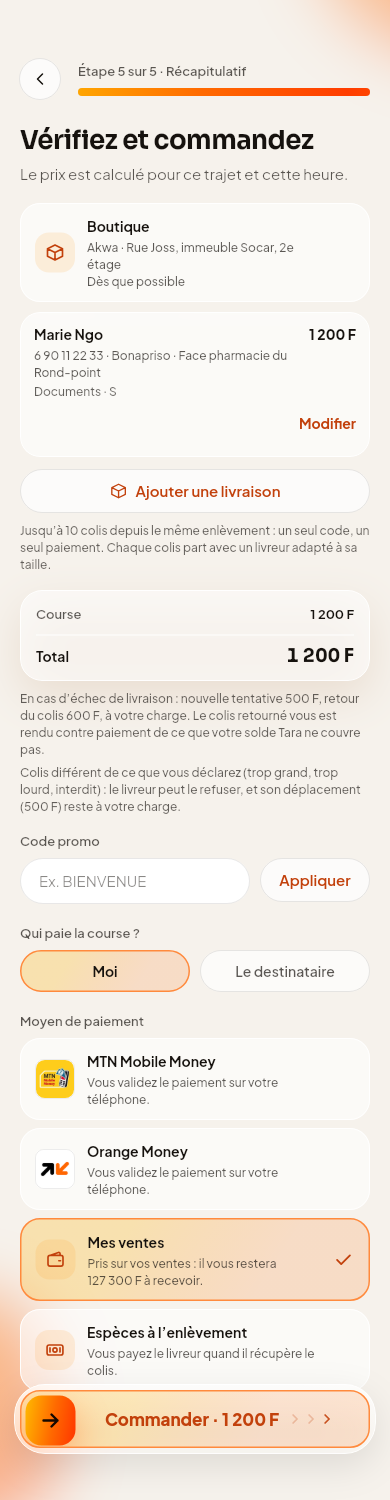 Étape 5 sur 5 · Récapitulatif
Vérifiez et commandez
Le prix est calculé pour ce trajet et cette heure.
Boutique
Akwa · Rue Joss, immeuble Socar, 2e
étage
Dès que possible
Marie Ngo
1 200 F
6 90 11 22 33 · Bonapriso · Face pharmacie du
Rond-point
Documents · S
Modifier
Ajouter une livraison
Jusqu'à 10 colis depuis le même enlèvement : un seul code, un
seul paiement. Chaque colis part avec un livreur adapté à sa
taille.
Course
1 200 F
Total
1 200 F
En cas d'échec de livraison : nouvelle tentative 500 F, retour
du colis 600 F, à votre charge. Le colis retourné vous est
rendu contre paiement de ce que votre solde Tara ne couvre
pas.
Colis différent de ce que vous déclarez (trop grand, trop
lourd, interdit) : le livreur peut le refuser, et son déplacement
(500 F) reste à votre charge.
Code promo
Ex. BIENVENUE
Appliquer
Qui paie la course ?
Moi
Le destinataire
Moyen de paiement
MTN Mobile Money
Vous validez le paiement sur votre
téléphone.
Orange Money
Vous validez le paiement sur votre
téléphone.
Mes ventes
Pris sur vos ventes : il vous restera
127 300 F à recevoir.
Espèces à l'enlèvement
Vous payez le livreur quand il récupère le
colis.
Commander · 1 200 F